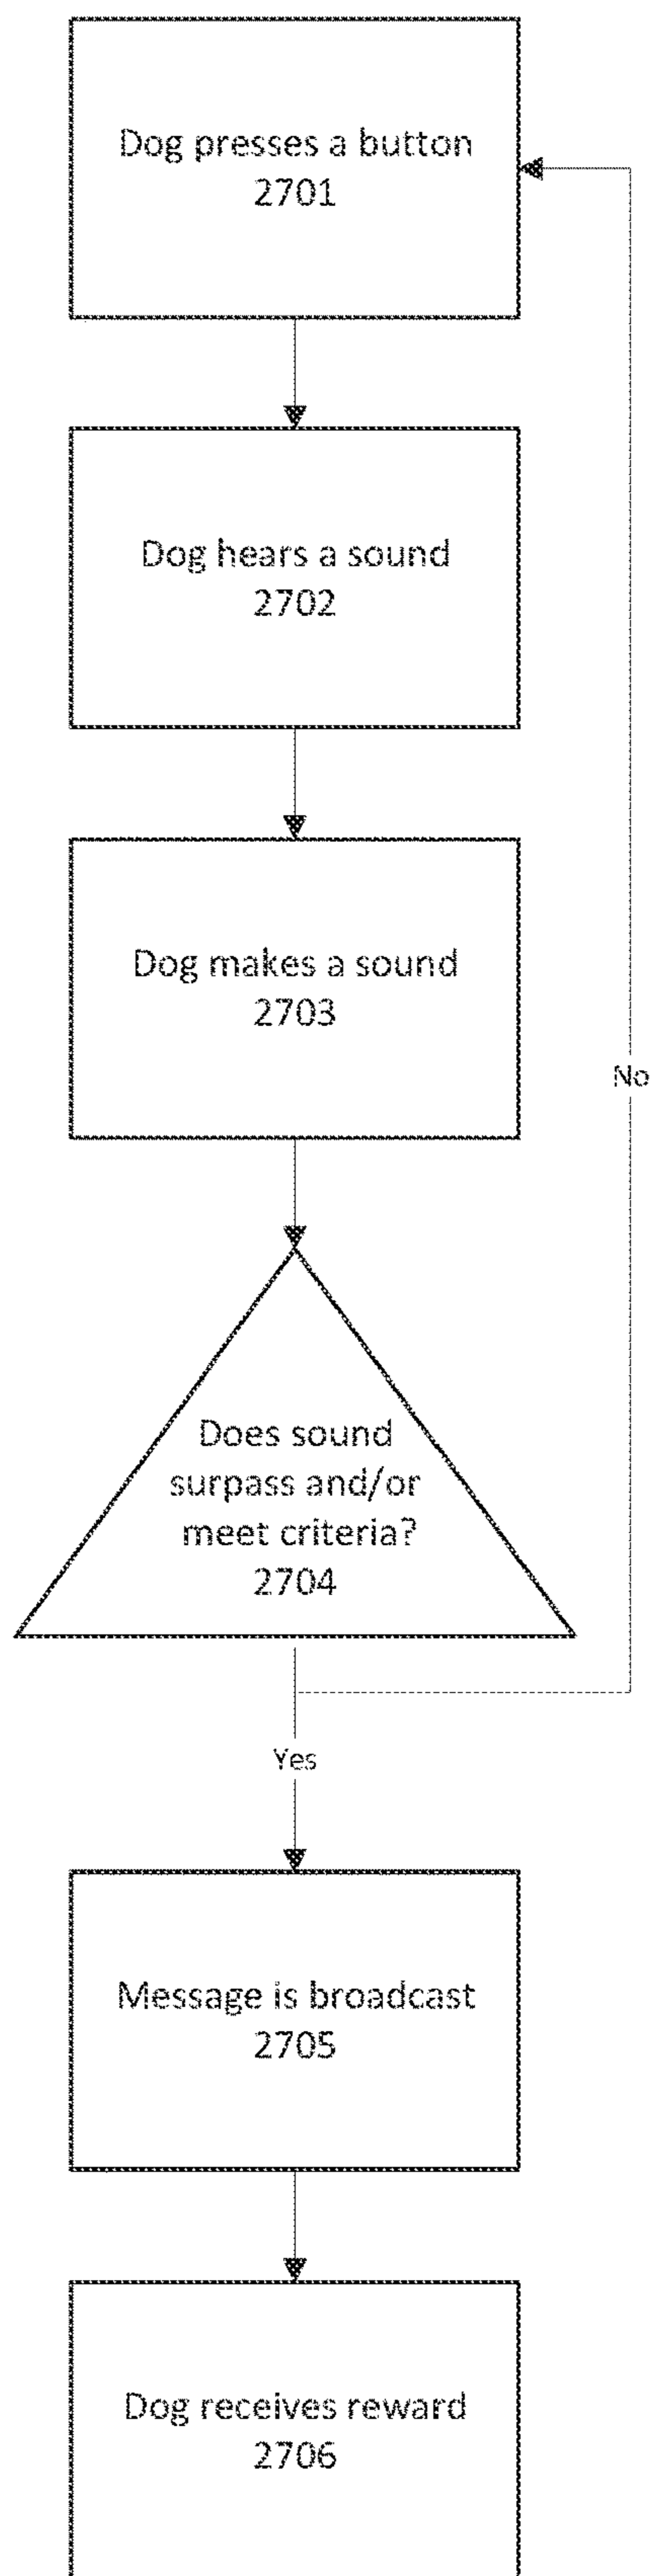 Dog presses a button
2701
Dog hears a sound
2702
Dog makes a sound
2703
No
Does sound
surpass and/or
meet criteria?
2704
Yes
Message is broadcast
2705
Dog receives reward
2706